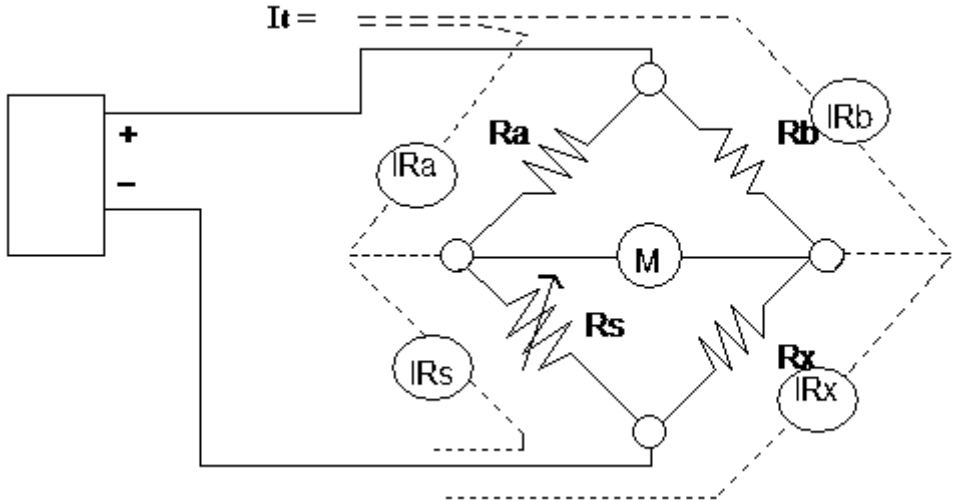 It =
+
Ra
Rb
IRb
–
IRa
M
Rs
Rx
IRs
IRx